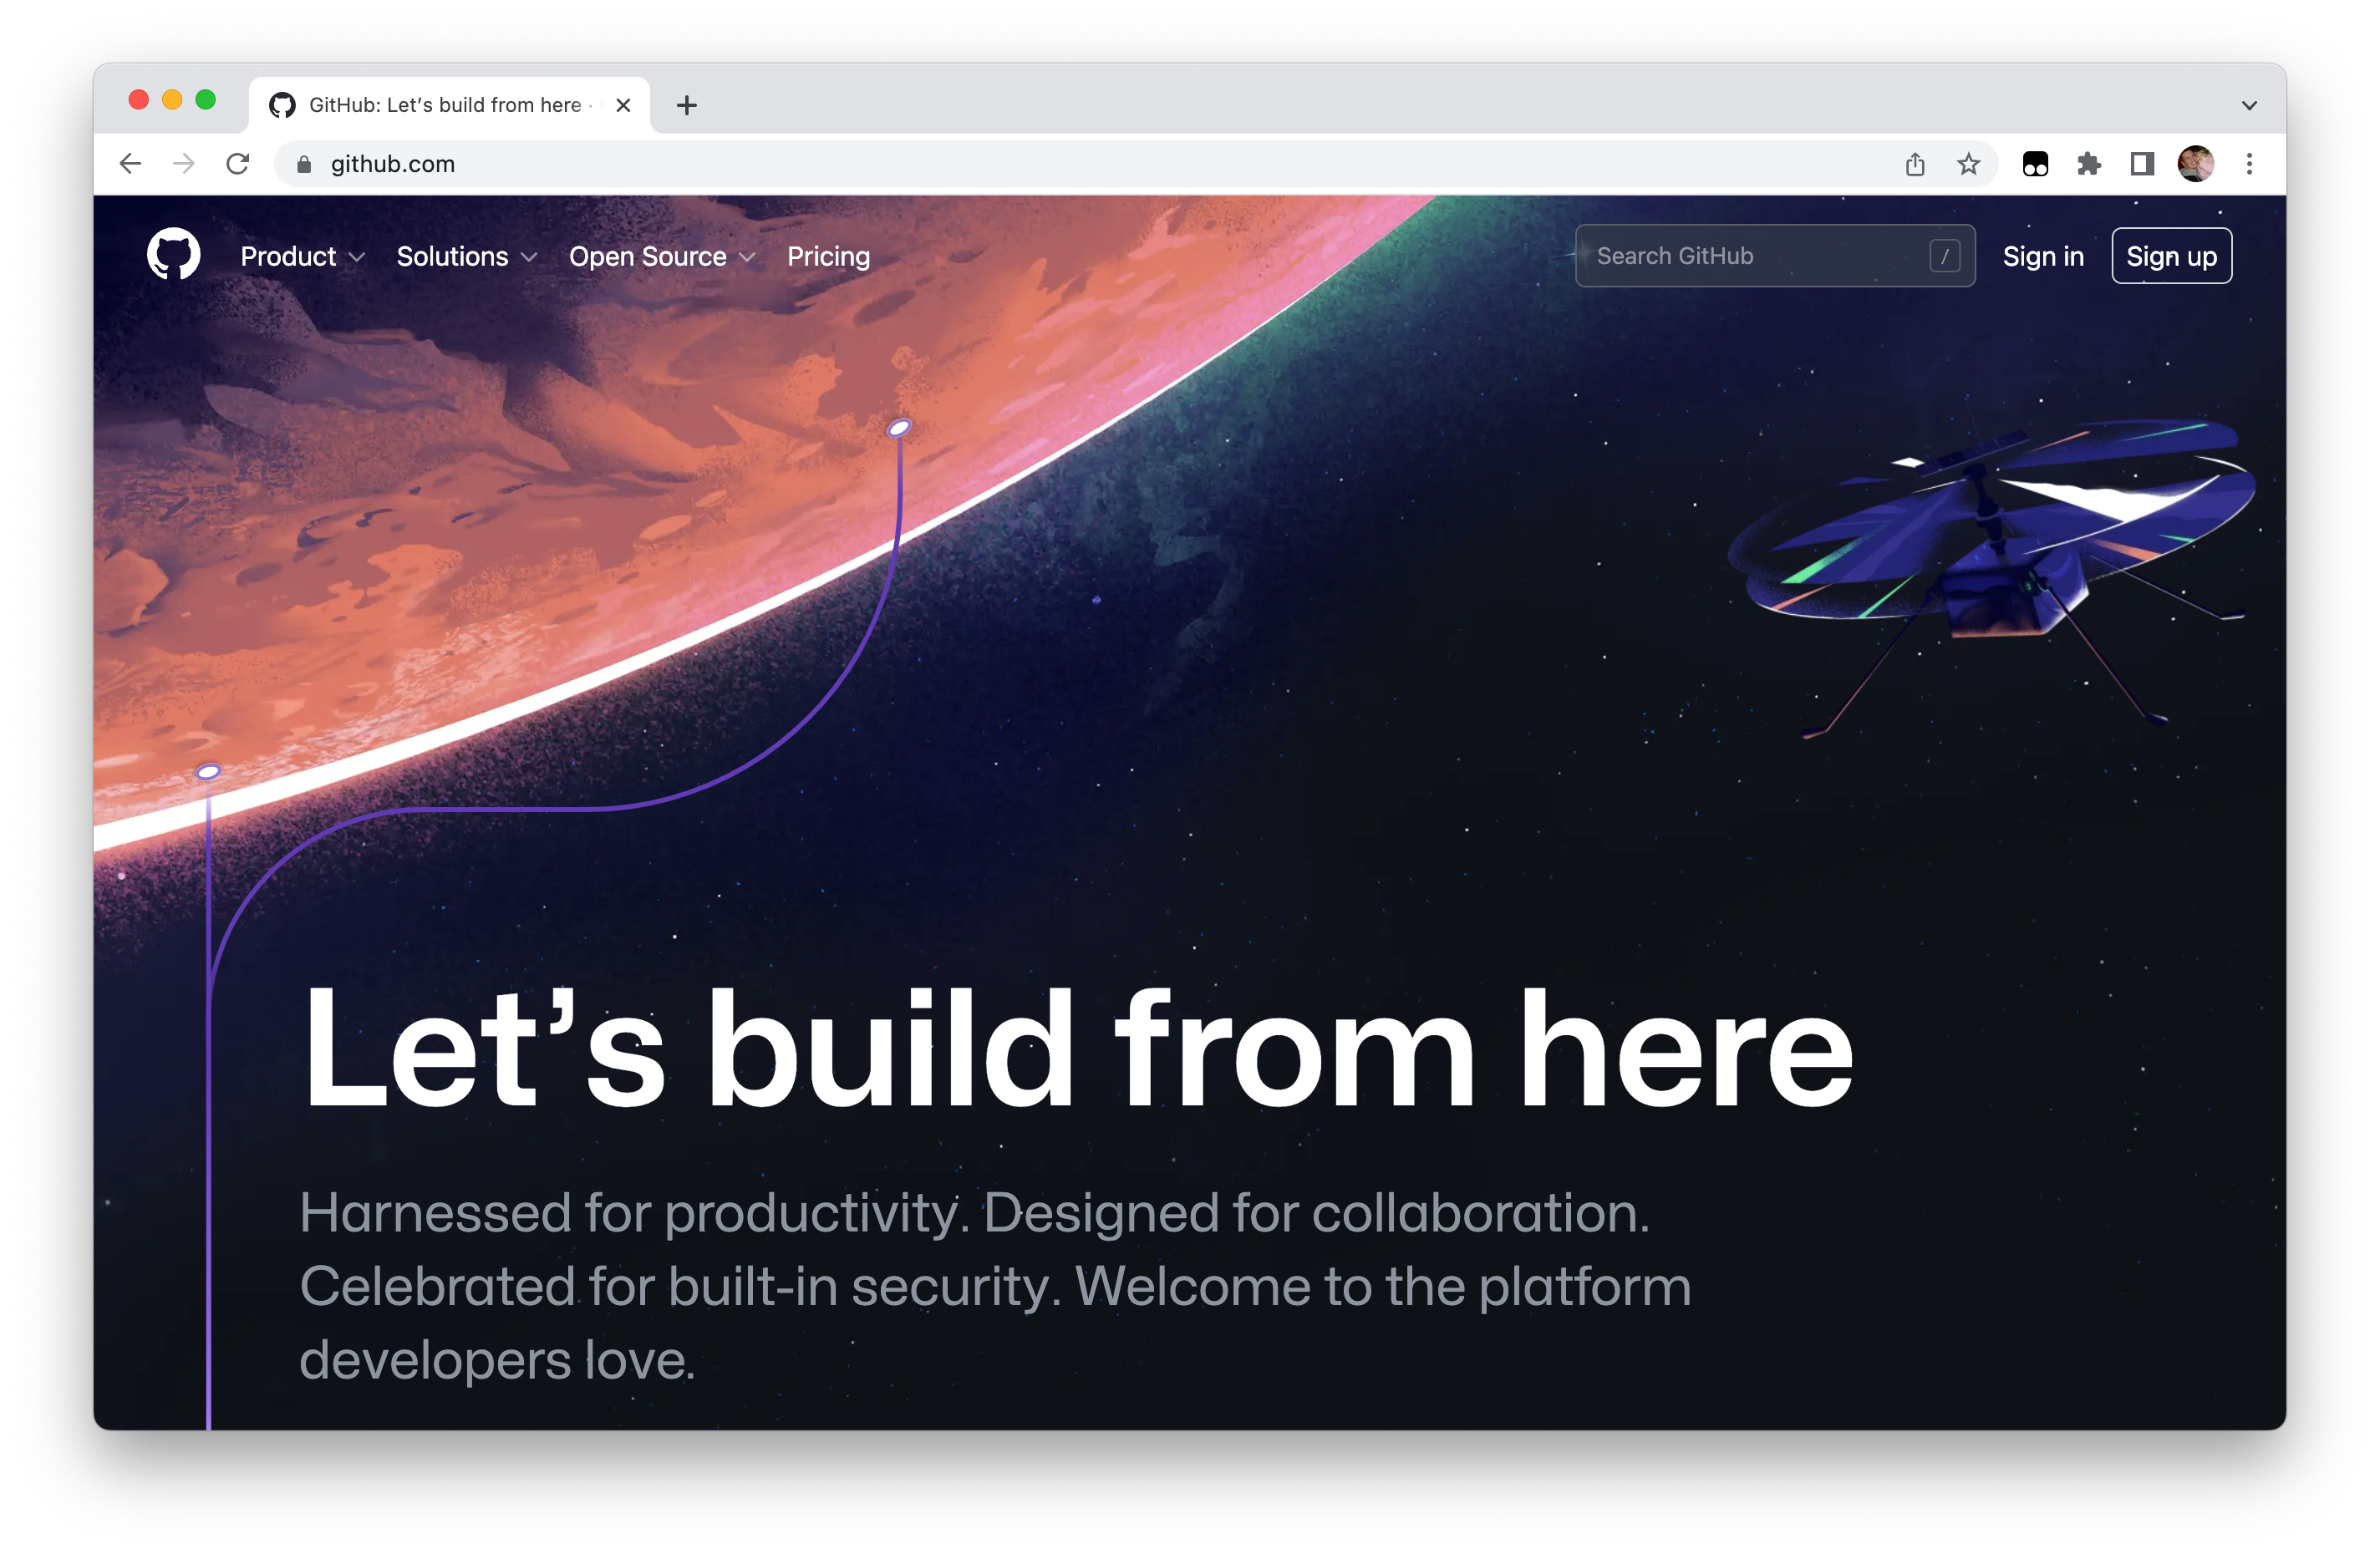 GitHub: Let’s build from here ·
github.com
Product
Solutions
Open Source
Pricing
Search GitHub
/
Sign in
Sign up
Let’s build from here
Harnessed for productivity. Designed for collaboration.
Celebrated for built-in security. Welcome to the platform
developers love.